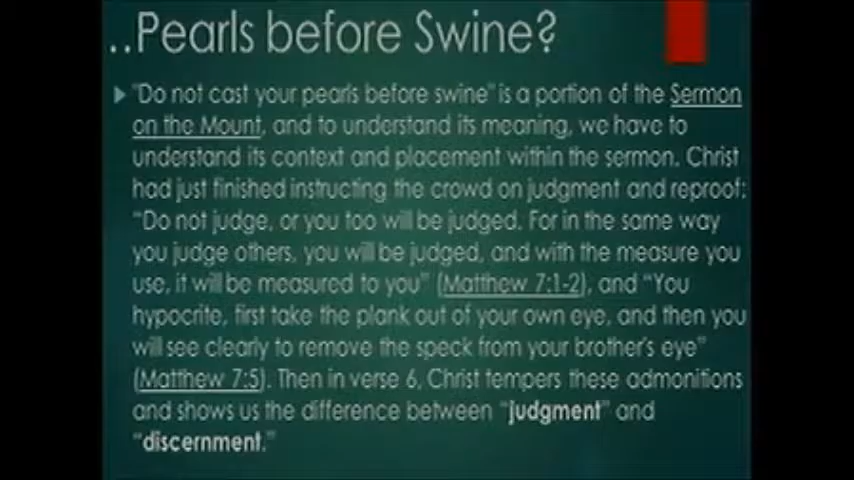 ..Pearls before Swine?
"Do not cast your pearls before swine" is a portion of the Sermon
on the Mount, and to understand its meaning, we have to
understand its context and placement within the sermon. Christ
had just finished instructing the crowd on judgment and reproof:
“Do not judge, or you too will be judged. For in the same way
you judge others, you will be judged, and with the measure you
use, it will be measured to you” (Matthew 7:1-2), and “You
hypocrite, first take the plank out of your own eye, and then you
will see clearly to remove the speck from your brother's eye”
(Matthew 7:5). Then in verse 6, Christ tempers these admonitions
and shows us the difference between “judgment” and
“discernment.”